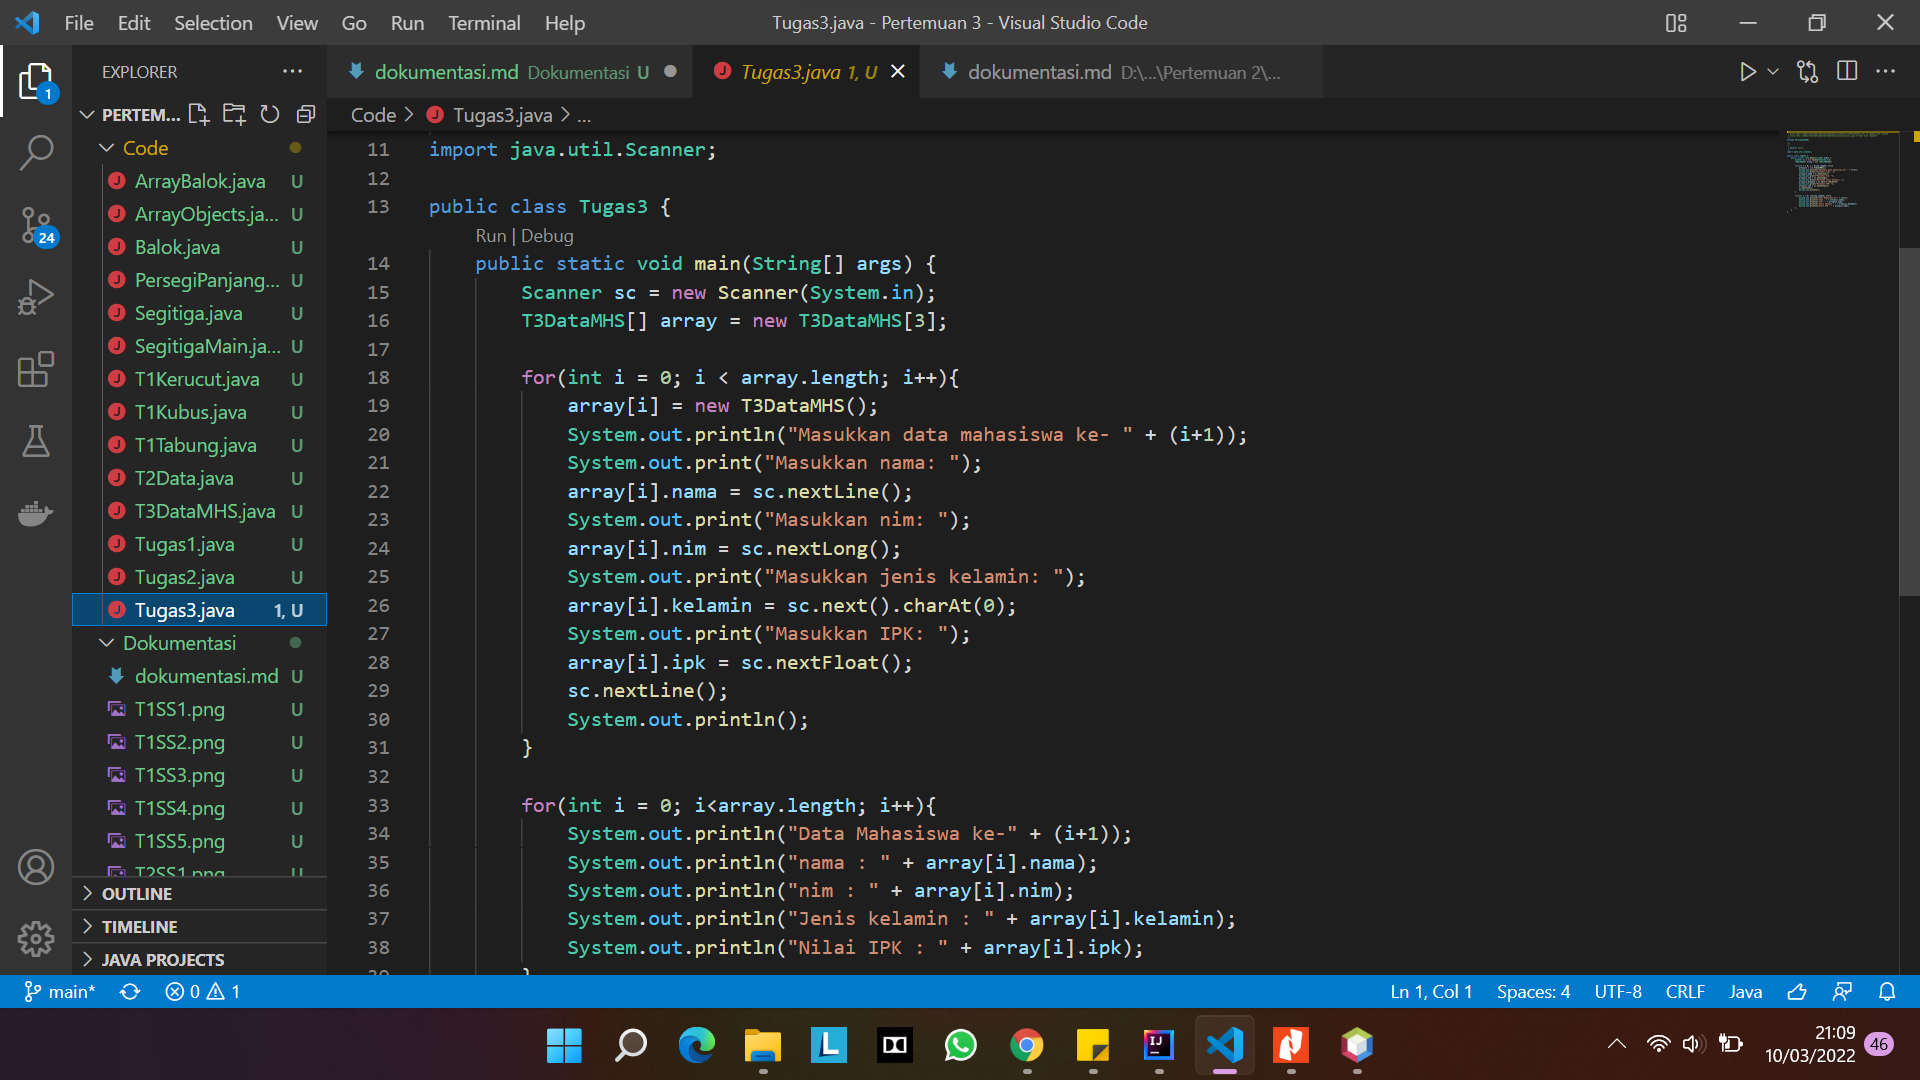 File Edit Selection View Go Run Terminal Help
Tugas3.java - Pertemuan 3 - Visual Studio Code
EXPLORER
dokumentasi.md Dokumentasi U
Tugas3.java 1, U
dokumentasi.md D:\...\Pertemuan 2\...
1
24
PERTEM...
Code
ArrayBalok.java U
ArrayObjects.ja... U
Balok.java U
PersegiPanjang... U
Segitiga.java U
SegitigaMain.ja... U
T1Kerucut.java U
T1Kubus.java U
T1Tabung.java U
T2Data.java U
T3DataMHS.java U
Tugas1.java U
Tugas2.java U
Tugas3.java 1, U
Dokumentasi
dokumentasi.md U
T1SS1.png U
T1SS2.png U
T1SS3.png U
T1SS4.png U
T1SS5.png U
T2SS1.png U
OUTLINE
TIMELINE
JAVA PROJECTS
Code > Tugas3.java > ...
11 import java.util.Scanner;
12
13 public class Tugas3 {
Run | Debug
14 public static void main(String[] args) {
15 Scanner sc = new Scanner(System.in);
16 T3DataMHS[] array = new T3DataMHS[3];
17
18 for(int i = 0; i < array.length; i++){
19 array[i] = new T3DataMHS();
20 System.out.println("Masukkan data mahasiswa ke- " + (i+1));
21 System.out.print("Masukkan nama: ");
22 array[i].nama = sc.nextLine();
23 System.out.print("Masukkan nim: ");
24 array[i].nim = sc.nextLong();
25 System.out.print("Masukkan jenis kelamin: ");
26 array[i].kelamin = sc.next().charAt(0);
27 System.out.print("Masukkan IPK: ");
28 array[i].ipk = sc.nextFloat();
29 sc.nextLine();
30 System.out.println();
31 }
32
33 for(int i = 0; i<array.length; i++){
34 System.out.println("Data Mahasiswa ke-" + (i+1));
35 System.out.println("nama : " + array[i].nama);
36 System.out.println("nim : " + array[i].nim);
37 System.out.println("Jenis kelamin : " + array[i].kelamin);
38 System.out.println("Nilai IPK : " + array[i].ipk);
39 }
main* 0 1
Ln 1, Col 1 Spaces: 4 UTF-8 CRLF Java
21:09
10/03/2022
46